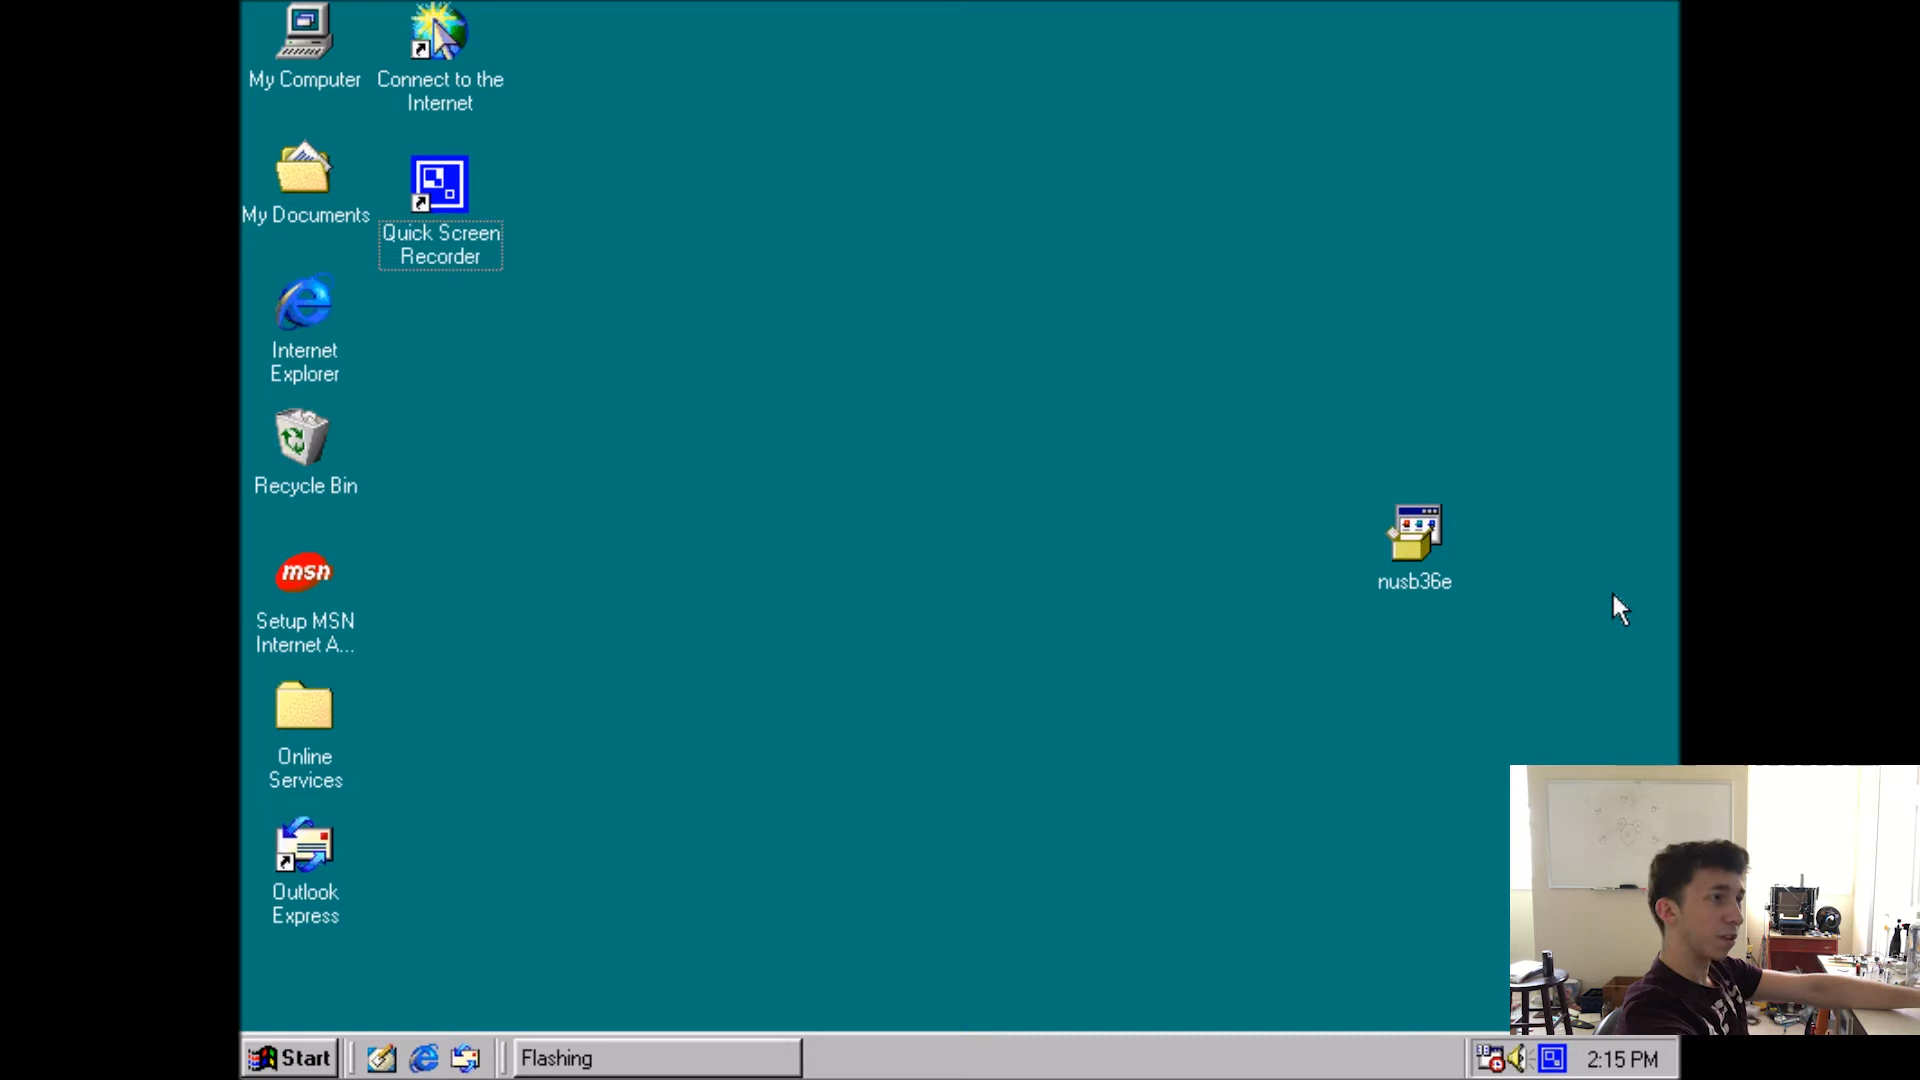 My Computer
Connect to the
Internet
My Documents
Quick Screen
Recorder
Internet
Explorer
Recycle Bin
msn
Setup MSN
Internet A...
nusb36e
Online
Services
Outlook
Express
Start
Flashing
2:15 PM